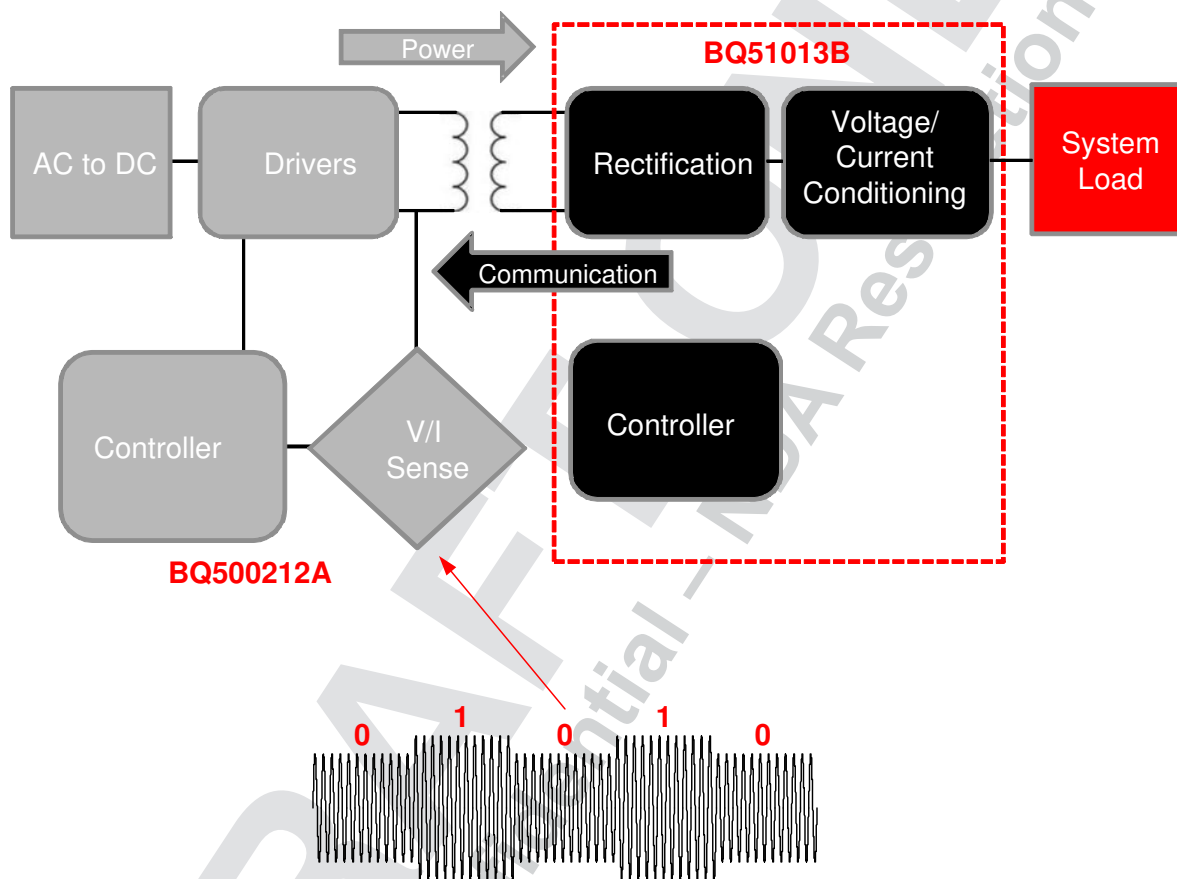 Power
BQ51013B
AC to DC
Drivers
Rectification
Voltage/
Current
Conditioning
System
Load
Communication
Controller
V/I
Sense
Controller
BQ500212A
0
1
0
1
0